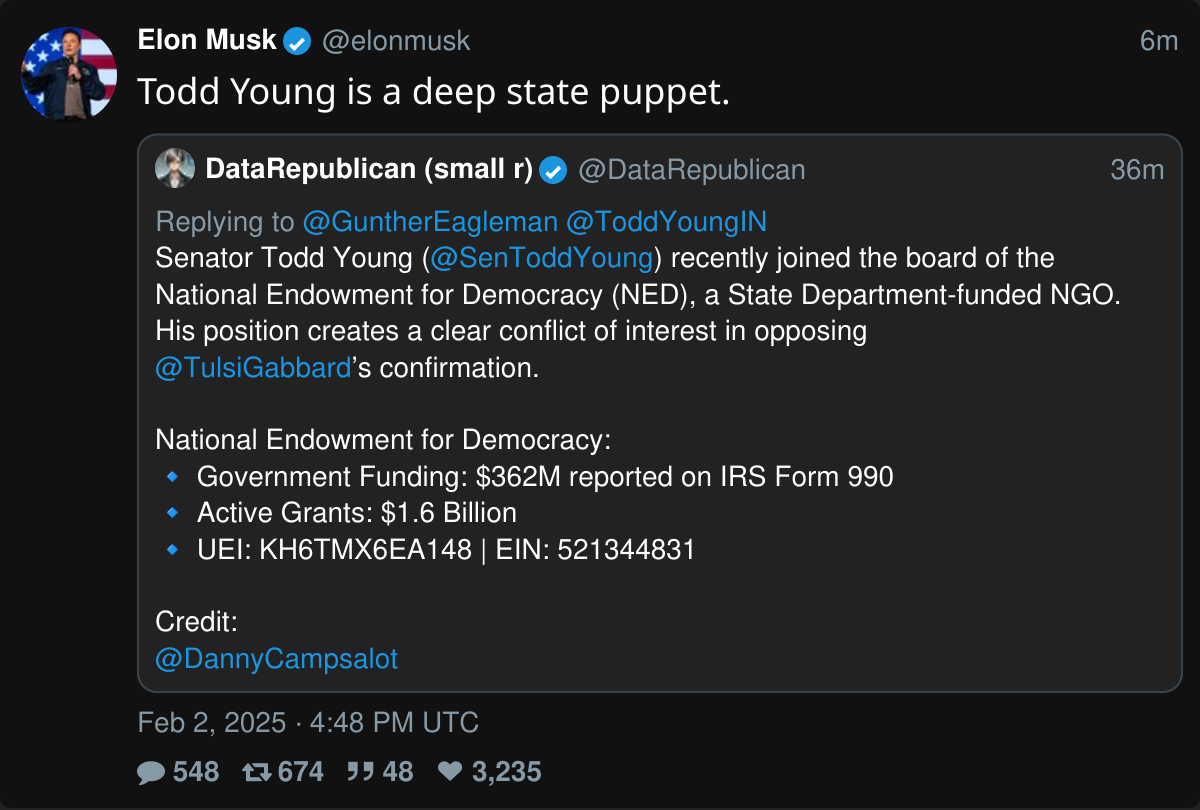 Elon Musk @elonmusk 6m
Todd Young is a deep state puppet.
DataRepublican (small r) @DataRepublican 36m
Replying to @GuntherEagleman @ToddYoungIN
Senator Todd Young (@SenToddYoung) recently joined the board of the
National Endowment for Democracy (NED), a State Department-funded NGO.
His position creates a clear conflict of interest in opposing
@TulsiGabbard’s confirmation.
National Endowment for Democracy:
🔹 Government Funding: $362M reported on IRS Form 990
🔹 Active Grants: $1.6 Billion
🔹 UEI: KH6TMX6EA148 | EIN: 521344831
Credit:
@DannyCampsalot
Feb 2, 2025 · 4:48 PM UTC
548 674 48 3,235